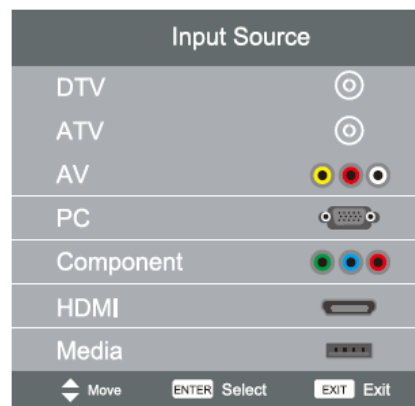 Input Source
DTV
ATV
AV
PC
Component
HDMI
Media
Move ENTER Select EXIT Exit